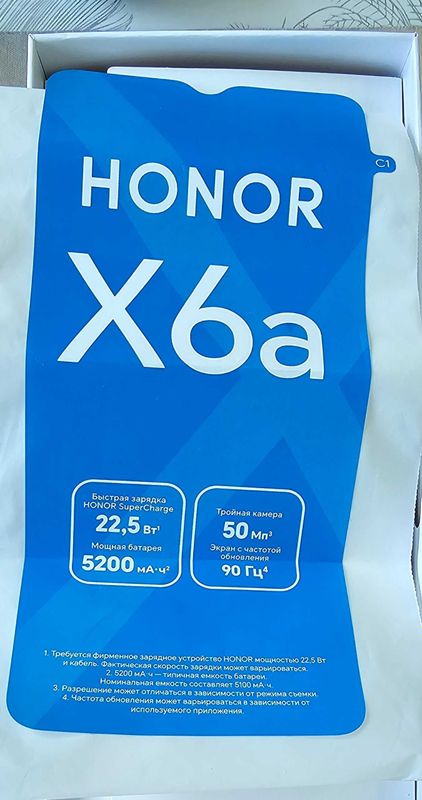 C1
HONOR
X6a
Быстрая зарядка
HONOR SuperCharge
22,5 Вт¹
Мощная батарея
5200 мА·ч²
Тройная камера
50 Мп³
Экран с частотой
обновления
90 Гц⁴
1. Требуется фирменное зарядное устройство HONOR мощностью 22,5 Вт
и кабель. Фактическая скорость зарядки может варьироваться.
2. 5200 мА·ч — типичная емкость батареи.
Номинальная емкость составляет 5100 мА·ч.
3. Разрешение может отличаться в зависимости от режима съемки.
4. Частота обновления может варьироваться в зависимости от
используемого приложения.